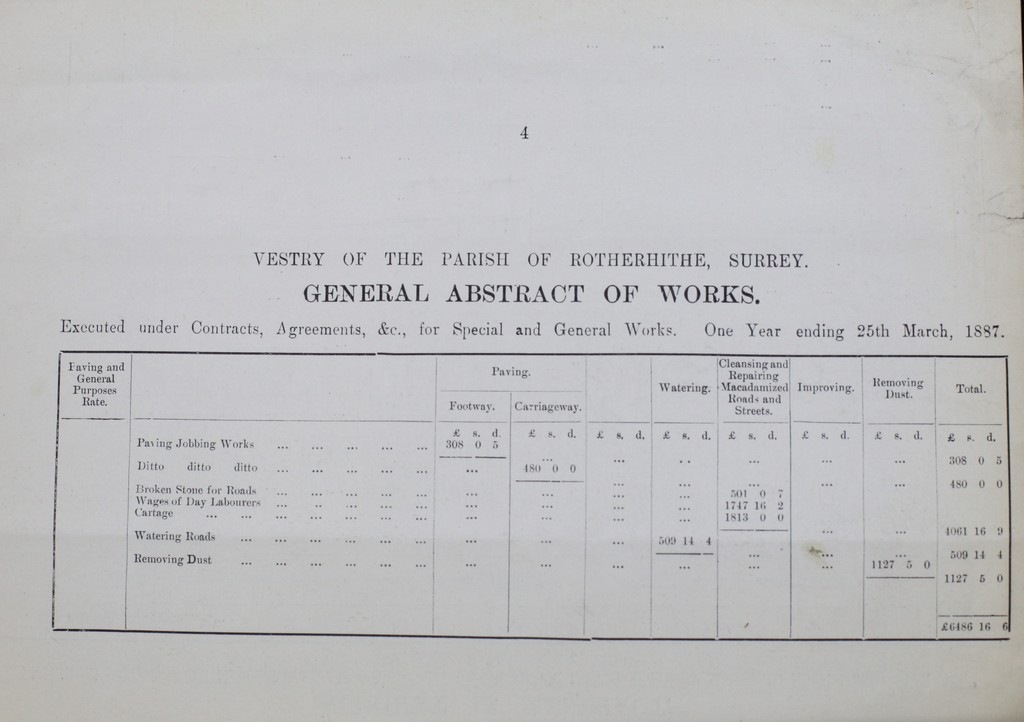 4
VESTRY OF THE PARISH OF ROTHERHITHE, SURREY.
GENERAL ABSTRACT OF WORKS.
Executed under Contracts, Agreements, &c., for Special and General Works. One Year ending 25th March, 1887.
Paving and General Purposes Rate. Paving. Watering. Cleansing and Repairing Macadamized Roads and Streets. Improving. Removing Dust. Total.
Footway. Carriageway.
£ s. d. £ s. d. £ s. d. £ s. d. £ s. d. £ s. d. £ s. d. £ s. d.
Paving Jobbing Works ... ... ... ... ... 308 0 5 ... ... .. ... ... ... 308 0 5
Ditto ditto ditto ... ... ... ... ... ... 480 0 0 ... ... ... ... ... 480 0 0
Broken Stone for Roads ... ... ... ... ... ... ... ... ... 501 0 7
Wages of Day Labourers ... .. ... ... ... ... ... ... ... 1747 16 2
Cartage ... ... ... ... ... ... ... ... ... ... ... 1813 0 0 ... ... 4061 16 9
Watering Roads ... ... ... ... ... ... ... ... ... 509 14 4 ... ... ... 509 14 4
Removing Dust ... ... ... ... ... ... ... ... ... ... ... ... 1127 5 0 1127 5 0
£6486 16 6